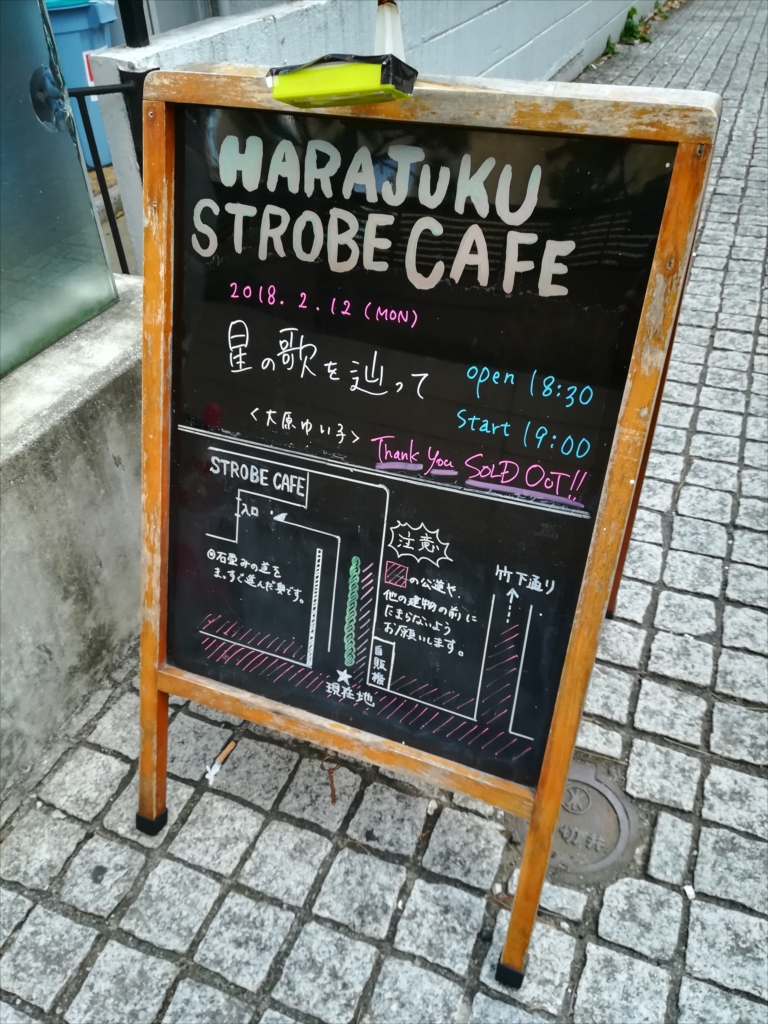 HARAJUKU
STROBE CAFE
2018. 2. 12 (MON)
星の歌を辿って
open 18:30
<大原ゆい子>
Start 19:00
Thank You SOLD OUT!!
STROBE CAFE
入口
◎石畳みの道を
まっすぐ進んだ奥です。
注意
の公道や、
他の建物の前に
たまらないよう
お願いします。
竹下通り
自販機
★
現在地